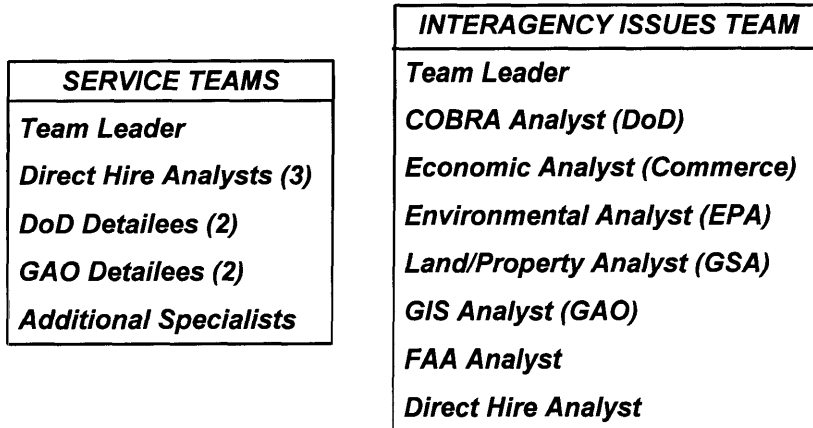 SERVICE TEAMS
Team Leader
Direct Hire Analysts (3)
DoD Detailees (2)
GAO Detailees (2)
Additional Specialists
INTERAGENCY ISSUES TEAM
Team Leader
COBRA Analyst (DoD)
Economic Analyst (Commerce)
Environmental Analyst (EPA)
Land/Property Analyst (GSA)
GIS Analyst (GAO)
FAA Analyst
Direct Hire Analyst